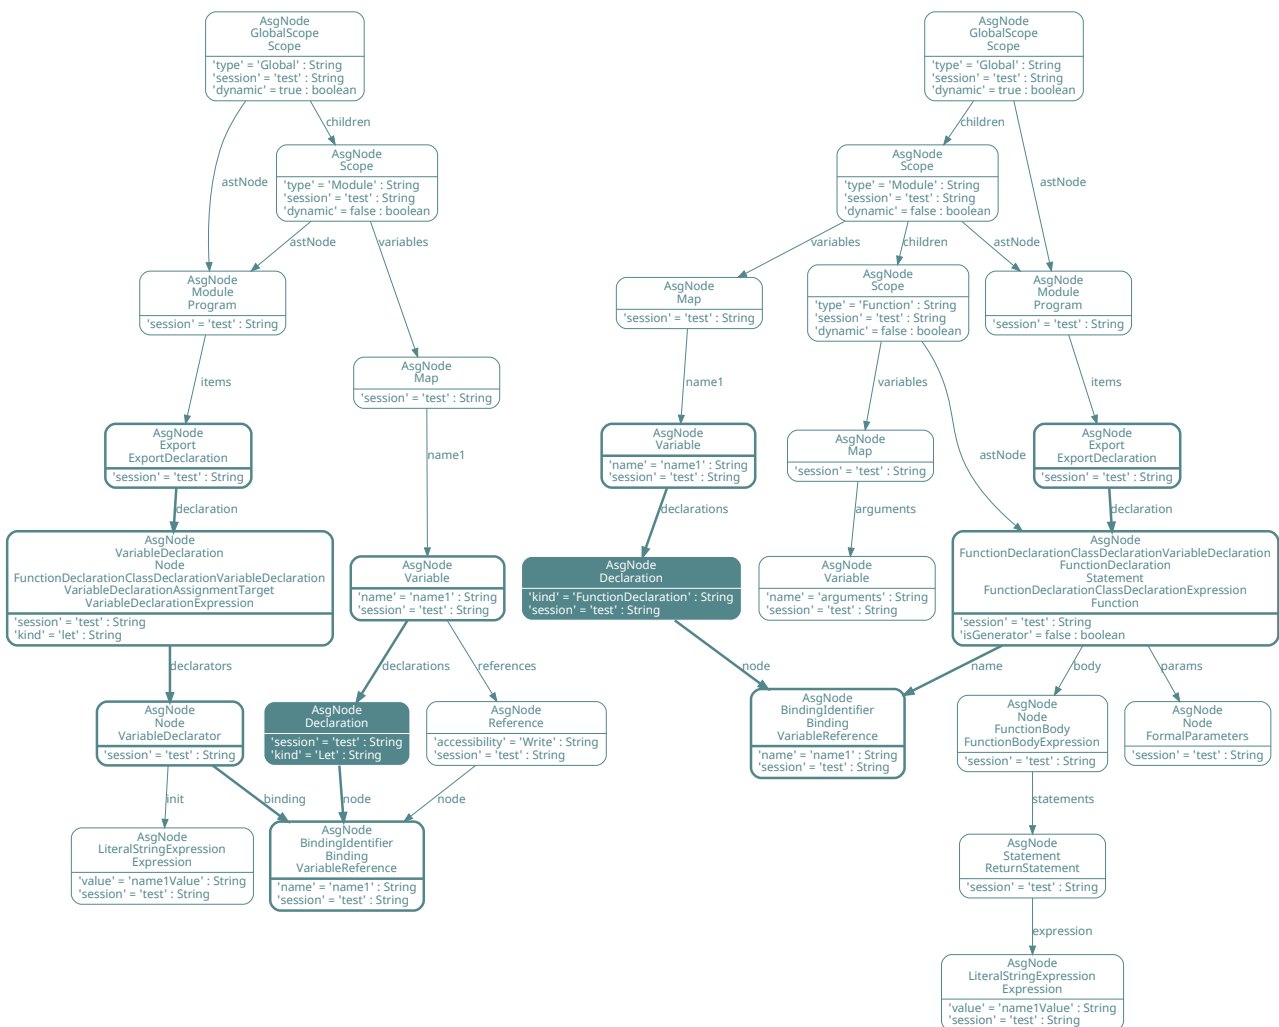 AsgNode
GlobalScope
Scope
'type' = 'Global' : String
'session' = 'test' : String
'dynamic' = true : boolean
children
astNode
AsgNode
Scope
'type' = 'Module' : String
'session' = 'test' : String
'dynamic' = false : boolean
astNode
variables
AsgNode
Module
Program
'session' = 'test' : String
items
AsgNode
Map
'session' = 'test' : String
name1
AsgNode
Export
ExportDeclaration
'session' = 'test' : String
declaration
AsgNode
VariableDeclaration
Node
FunctionDeclarationClassDeclarationVariableDeclaration
VariableDeclarationAssignmentTarget
VariableDeclarationExpression
'session' = 'test' : String
'kind' = 'let' : String
declarators
AsgNode
Variable
'name' = 'name1' : String
'session' = 'test' : String
declarations
references
AsgNode
Node
VariableDeclarator
'session' = 'test' : String
init
binding
AsgNode
Declaration
'session' = 'test' : String
'kind' = 'Let' : String
node
AsgNode
Reference
'accessibility' = 'Write' : String
'session' = 'test' : String
node
AsgNode
LiteralStringExpression
Expression
'value' = 'name1Value' : String
'session' = 'test' : String
AsgNode
BindingIdentifier
Binding
VariableReference
'name' = 'name1' : String
'session' = 'test' : String
AsgNode
GlobalScope
Scope
'type' = 'Global' : String
'session' = 'test' : String
'dynamic' = true : boolean
children
astNode
AsgNode
Scope
'type' = 'Module' : String
'session' = 'test' : String
'dynamic' = false : boolean
variables
children
astNode
AsgNode
Map
'session' = 'test' : String
name1
AsgNode
Scope
'type' = 'Function' : String
'session' = 'test' : String
'dynamic' = false : boolean
variables
astNode
AsgNode
Module
Program
'session' = 'test' : String
items
AsgNode
Variable
'name' = 'name1' : String
'session' = 'test' : String
declarations
AsgNode
Map
'session' = 'test' : String
arguments
AsgNode
Export
ExportDeclaration
'session' = 'test' : String
declaration
AsgNode
Declaration
'kind' = 'FunctionDeclaration' : String
'session' = 'test' : String
node
AsgNode
Variable
'name' = 'arguments' : String
'session' = 'test' : String
AsgNode
FunctionDeclarationClassDeclarationVariableDeclaration
FunctionDeclaration
Statement
FunctionDeclarationClassDeclarationExpression
Function
'session' = 'test' : String
'isGenerator' = false : boolean
name
body
params
AsgNode
BindingIdentifier
Binding
VariableReference
'name' = 'name1' : String
'session' = 'test' : String
AsgNode
Node
FunctionBody
FunctionBodyExpression
'session' = 'test' : String
statements
AsgNode
Node
FormalParameters
'session' = 'test' : String
AsgNode
Statement
ReturnStatement
'session' = 'test' : String
expression
AsgNode
LiteralStringExpression
Expression
'value' = 'name1Value' : String
'session' = 'test' : String